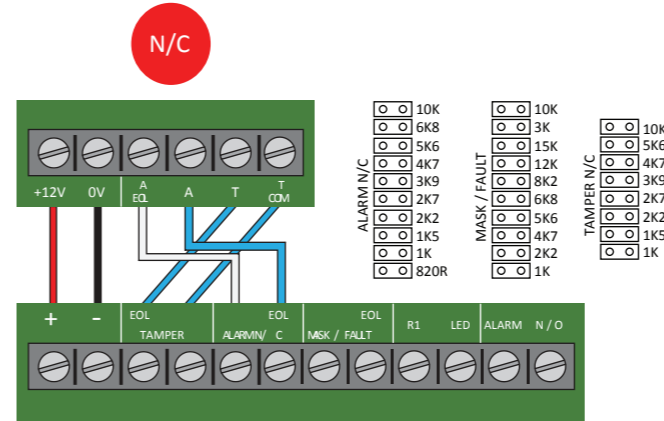 N/C
+12V 0V A EOL A T T COM
ALARM N/C
10K
6K8
5K6
4K7
3K9
2K7
2K2
1K5
1K
820R
MASK / FAULT
10K
3K
15K
12K
8K2
6K8
5K6
4K7
2K2
1K
TAMPER N/C
10K
5K6
4K7
3K9
2K7
2K2
1K5
1K
+ - EOL EOL EOL R1 LED ALARM N / O
TAMPER ALARMN/ C MASK / FAULT